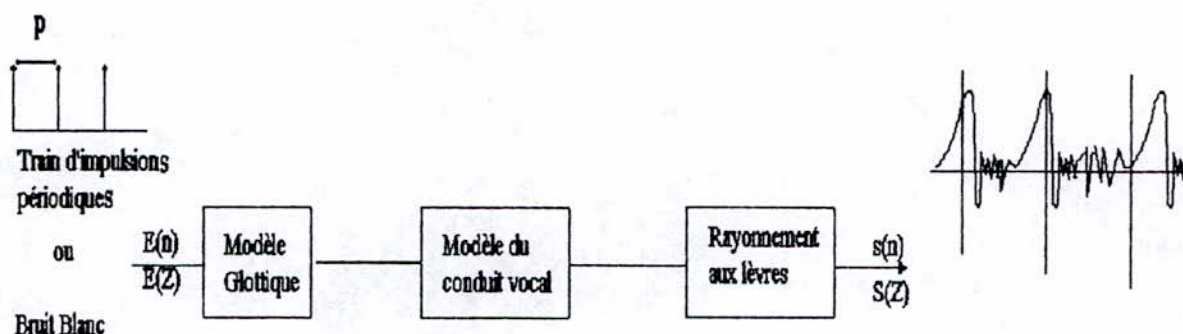 P
Train d'impulsions
périodiques
ou
Bruit Blanc
E(n)
E(Z)
Modèle
Glottique
Modèle du
conduit vocal
Rayonnement
aux lèvres
s(n)
S(Z)